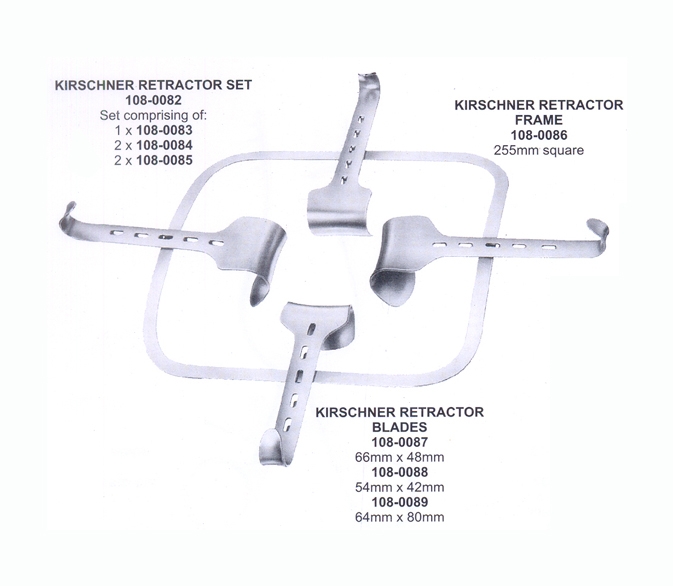 KIRSCHNER RETRACTOR SET
108-0082
Set comprising of:
1 x 108-0083
2 x 108-0084
2 x 108-0085
KIRSCHNER RETRACTOR
FRAME
108-0086
255mm square
KIRSCHNER RETRACTOR
BLADES
108-0087
66mm x 48mm
108-0088
54mm x 42mm
108-0089
64mm x 80mm